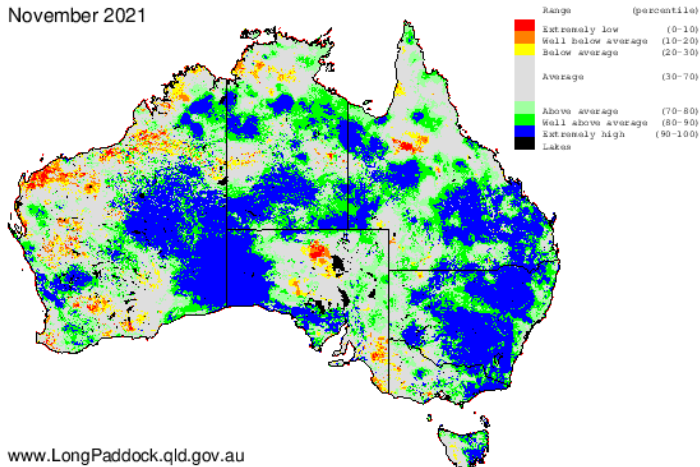 November 2021
Range (percentile)
Extremely low (0-10)
Well below average (10-20)
Below average (20-30)
Average (30-70)
Above average (70-80)
Well above average (80-90)
Extremely high (90-100)
Lakes
www.LongPaddock.qld.gov.au